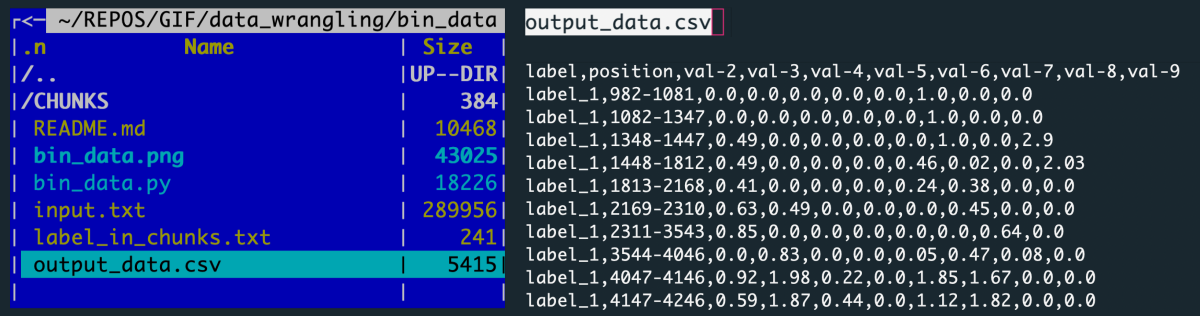 ~/REPOS/GIF/data_wrangling/bin_data
.n Name Size
/.. UP--DIR
/CHUNKS 384
README.md 10468
bin_data.png 43025
bin_data.py 18226
input.txt 289956
label_in_chunks.txt 241
output_data.csv 5415
output_data.csv
label,position,val-2,val-3,val-4,val-5,val-6,val-7,val-8,val-9
label_1,982-1081,0.0,0.0,0.0,0.0,0.0,1.0,0.0,0.0
label_1,1082-1347,0.0,0.0,0.0,0.0,0.0,1.0,0.0,0.0
label_1,1348-1447,0.49,0.0,0.0,0.0,0.0,1.0,0.0,2.9
label_1,1448-1812,0.49,0.0,0.0,0.0,0.46,0.02,0.0,2.03
label_1,1813-2168,0.41,0.0,0.0,0.0,0.24,0.38,0.0,0.0
label_1,2169-2310,0.63,0.49,0.0,0.0,0.0,0.45,0.0,0.0
label_1,2311-3543,0.85,0.0,0.0,0.0,0.0,0.0,0.64,0.0
label_1,3544-4046,0.0,0.83,0.0,0.0,0.05,0.47,0.08,0.0
label_1,4047-4146,0.92,1.98,0.22,0.0,1.85,1.67,0.0,0.0
label_1,4147-4246,0.59,1.87,0.44,0.0,1.12,1.82,0.0,0.0